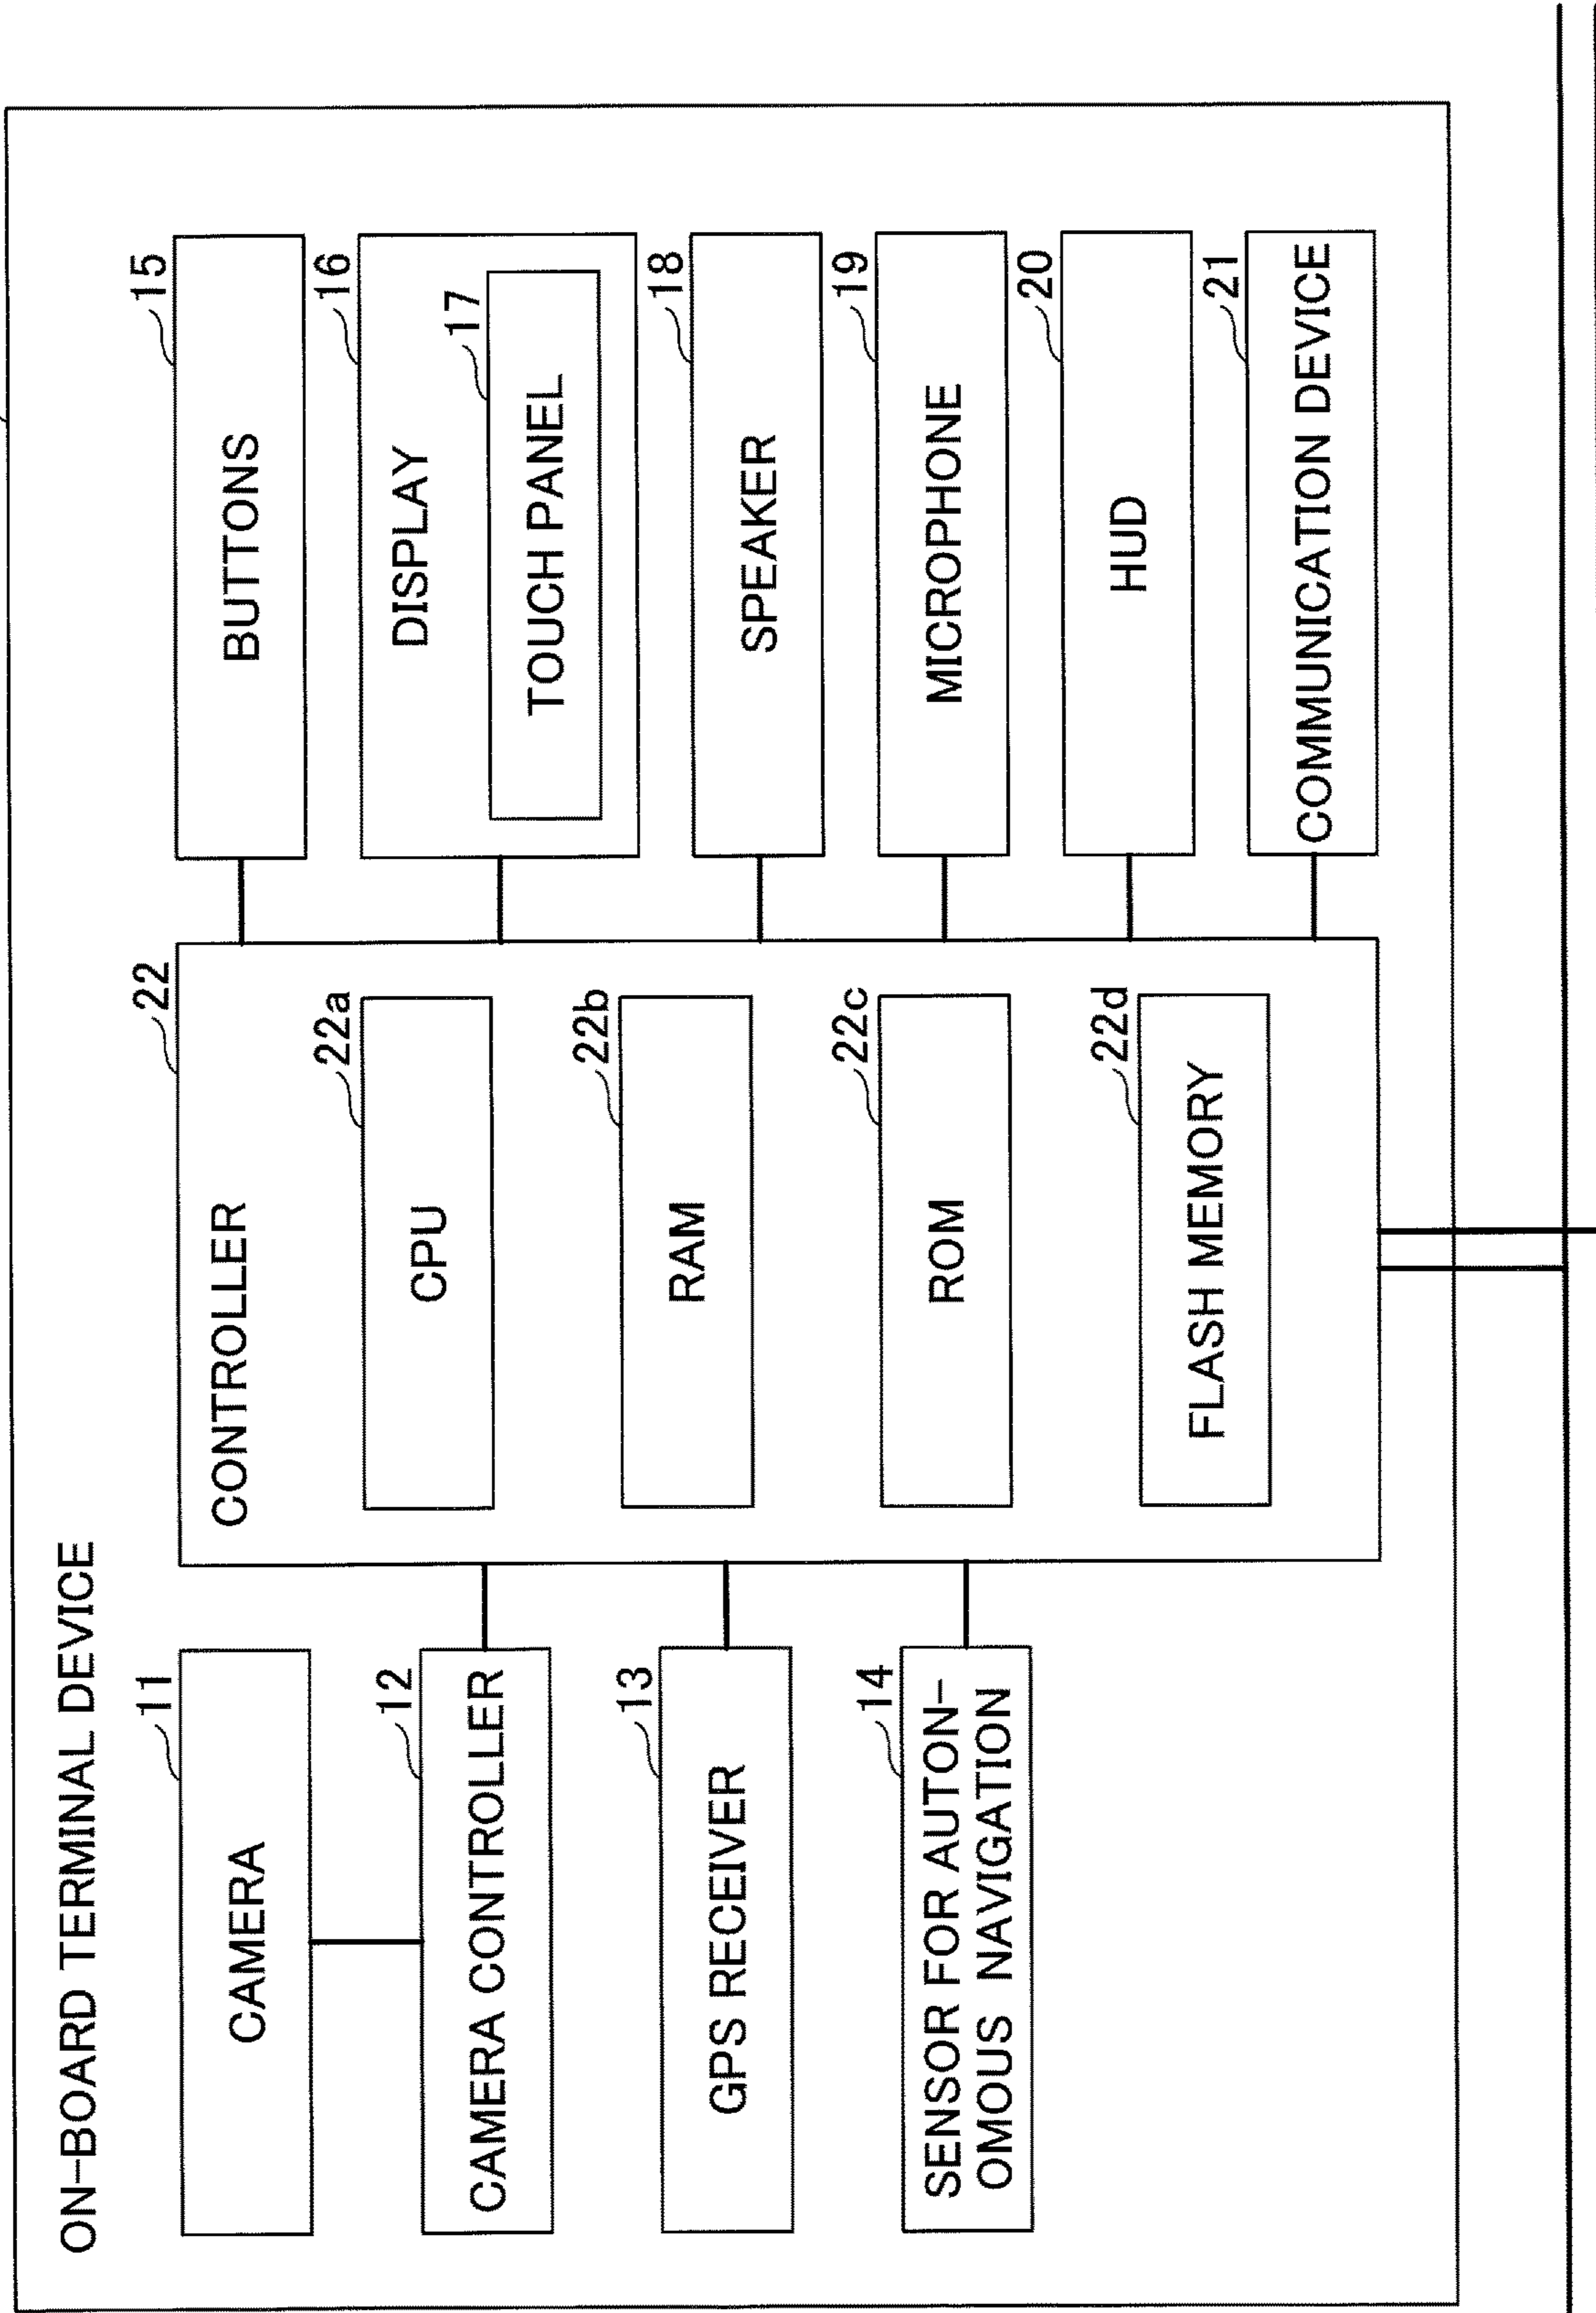 ON-BOARD TERMINAL DEVICE
11
CAMERA
12
CAMERA CONTROLLER
13
GPS RECEIVER
14
SENSOR FOR AUTON-
OMOUS NAVIGATION
22
CONTROLLER
22a
CPU
22b
RAM
22c
ROM
22d
FLASH MEMORY
15
BUTTONS
16
DISPLAY
17
TOUCH PANEL
18
SPEAKER
19
MICROPHONE
20
HUD
21
COMMUNICATION DEVICE